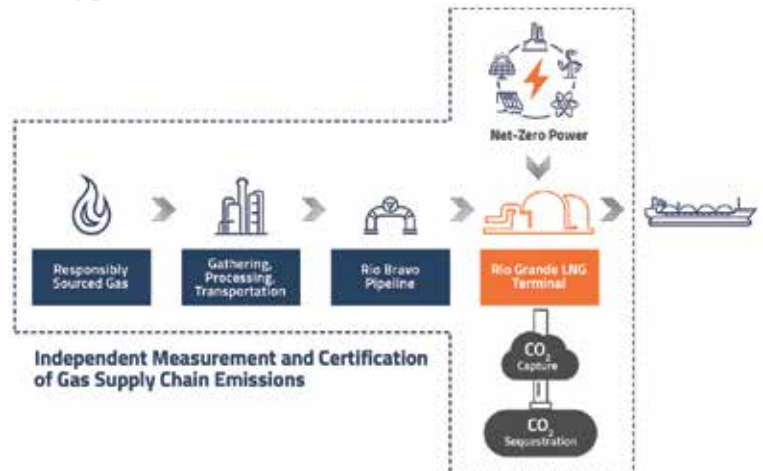 Net-Zero Power
Responsibly
Sourced Gas
Gathering,
Processing,
Transportation
Rio Bravo
Pipeline
Rio Grande LNG
Terminal
Independent Measurement and Certification
of Gas Supply Chain Emissions
CO2
Capture
CO2
Sequestration